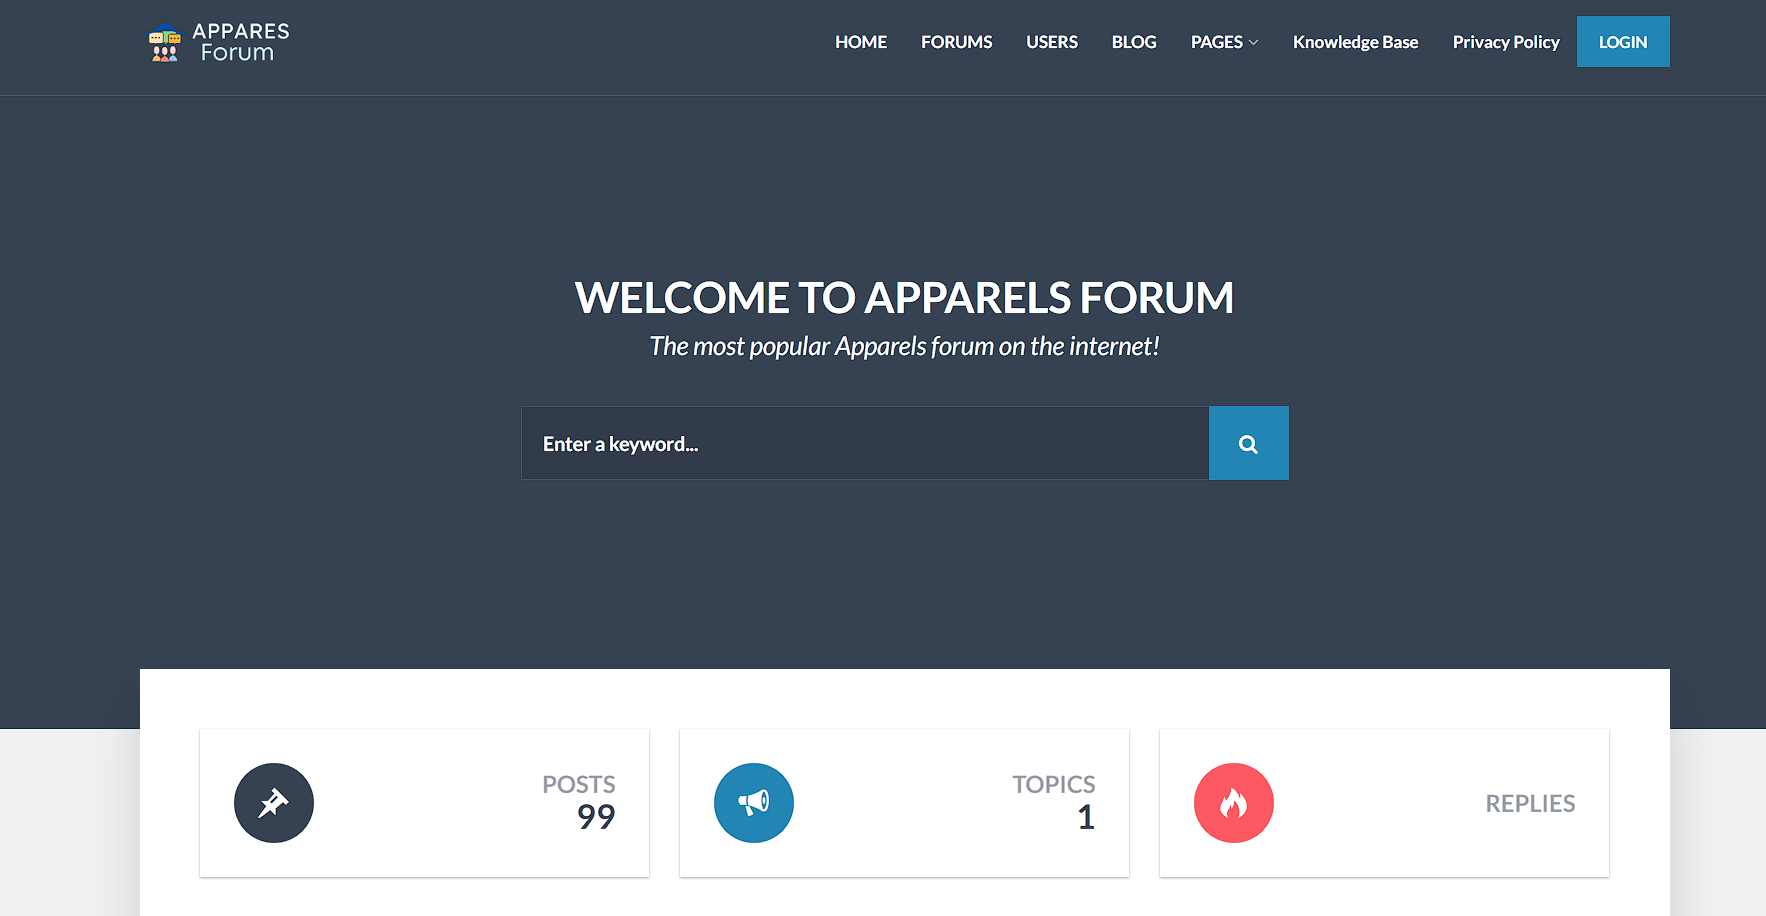 APPARES
Forum
HOME FORUMS USERS BLOG PAGES Knowledge Base Privacy Policy LOGIN
WELCOME TO APPARELS FORUM
The most popular Apparels forum on the internet!
Enter a keyword...
POSTS
99
TOPICS
1
REPLIES